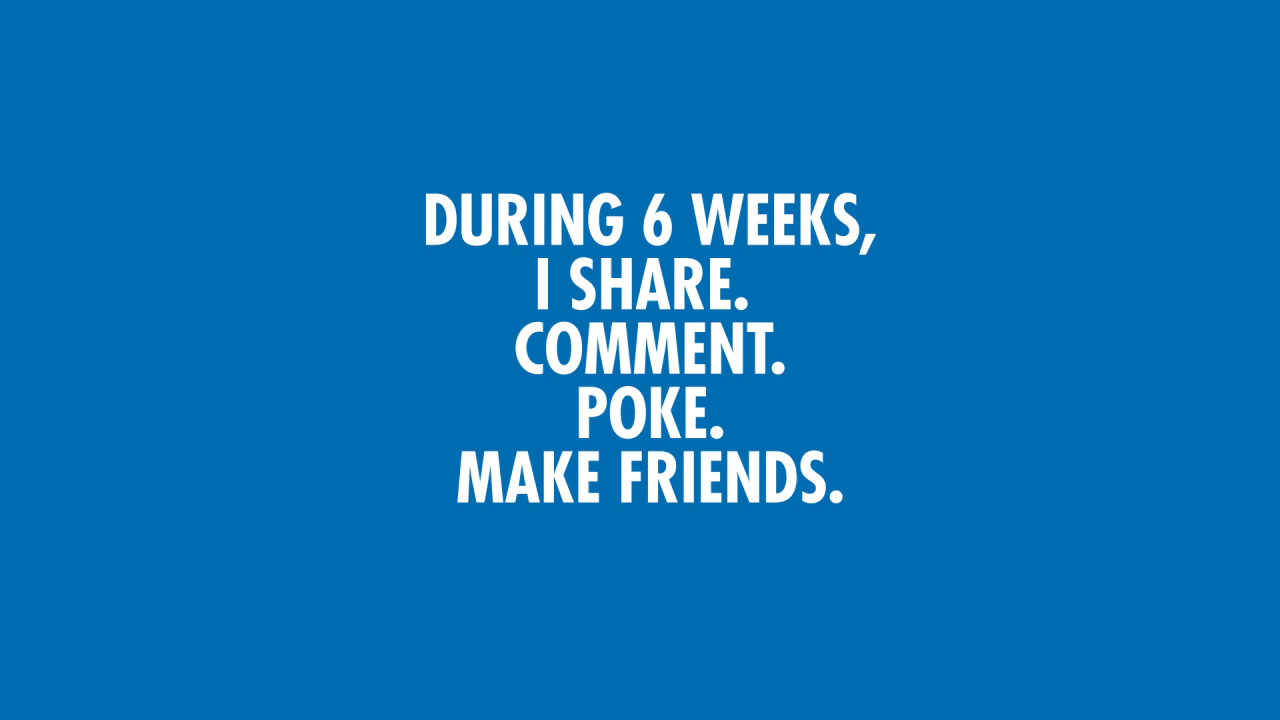 DURING 6 WEEKS,
I SHARE.
COMMENT.
POKE.
MAKE FRIENDS.